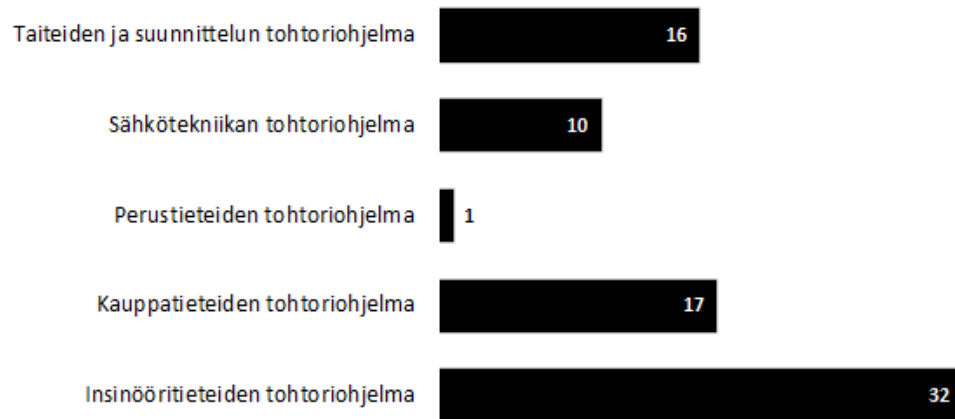 Taiteiden ja suunnittelun tohtoriohjelma 16
Sähkötekniikan tohtoriohjelma 10
Perustieteiden tohtoriohjelma 1
Kauppatieteiden tohtoriohjelma 17
Insinööritieteiden tohtoriohjelma 32